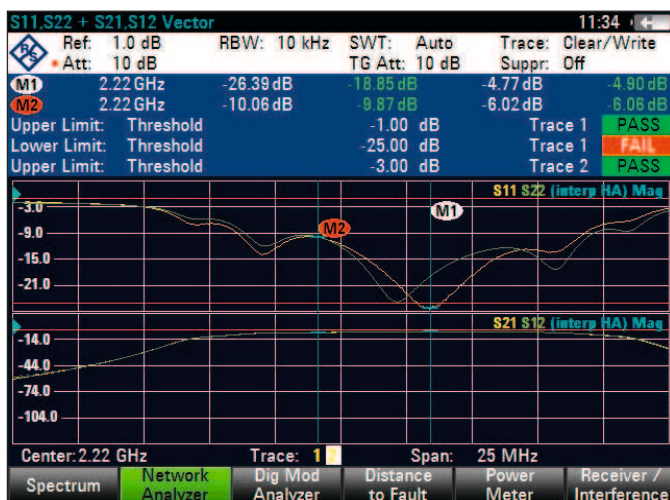 S11,S22 + S21,S12 Vector 11:34
Ref: 1.0 dB RBW: 10 kHz SWT: Auto Trace: Clear/Write
Att: 10 dB TG Att: 10 dB Suppr: Off
M1 2.22 GHz -26.39 dB -18.85 dB -4.77 dB -4.90 dB
M2 2.22 GHz -10.06 dB -9.87 dB -6.02 dB -6.06 dB
Upper Limit: Threshold -1.00 dB Trace 1 PASS
Lower Limit: Threshold -25.00 dB Trace 1 FAIL
Upper Limit: Threshold -3.00 dB Trace 2 PASS
S11 S22 (interp HA) Mag
-3.0
M1
M2
-9.0
-15.0
-21.0
S21 S12 (interp HA) Mag
-14.0
-44.0
-74.0
-104.0
Center: 2.22 GHz Trace: 1 2 Span: 25 MHz
Spectrum Network Analyzer Dig Mod Analyzer Distance to Fault Power Meter Receiver / Interference